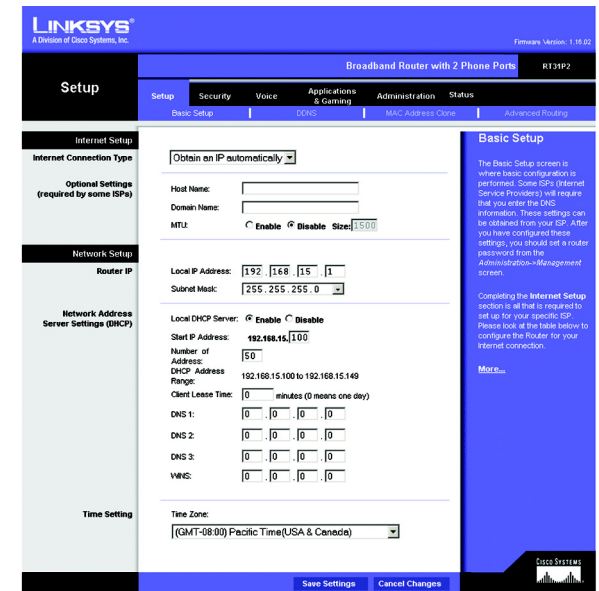 LINKSYS®
A Division of Cisco Systems, Inc.
Firmware Version: 1.16.02
Broadband Router with 2 Phone Ports RT31P2
Setup
Setup Security Voice Applications & Gaming Administration Status
Basic Setup DDNS MAC Address Clone Advanced Routing
Internet Setup
Internet Connection Type
Obtain an IP automatically
Optional Settings
(required by some ISPs)
Host Name:
Domain Name:
MTU: Enable Disable Size: 1500
Network Setup
Router IP
Local IP Address: 192 . 168 . 15 . 1
Subnet Mask: 255.255.255.0
Network Address
Server Settings (DHCP)
Local DHCP Server: Enable Disable
Start IP Address: 192.168.15. 100
Number of
Address: 50
DHCP Address
Range: 192.168.15.100 to 192.168.15.149
Client Lease Time: 0 minutes (0 means one day)
DNS 1: 0 . 0 . 0 . 0
DNS 2: 0 . 0 . 0 . 0
DNS 3: 0 . 0 . 0 . 0
WINS: 0 . 0 . 0 . 0
Time Setting
Time Zone:
(GMT-08:00) Pacific Time(USA & Canada)
Basic Setup
The Basic Setup screen is
where basic configuration is
performed. Some ISPs (Internet
Service Providers) will require
that you enter the DNS
information. These settings can
be obtained from your ISP. After
you have configured these
settings, you should set a router
password from the
Administration->Management
screen.
Completing the Internet Setup
section is all that is required to
set up for your specific ISP.
Please look at the table below to
configure the Router for your
Internet connection.
More...
Save Settings Cancel Changes
CISCO SYSTEMS